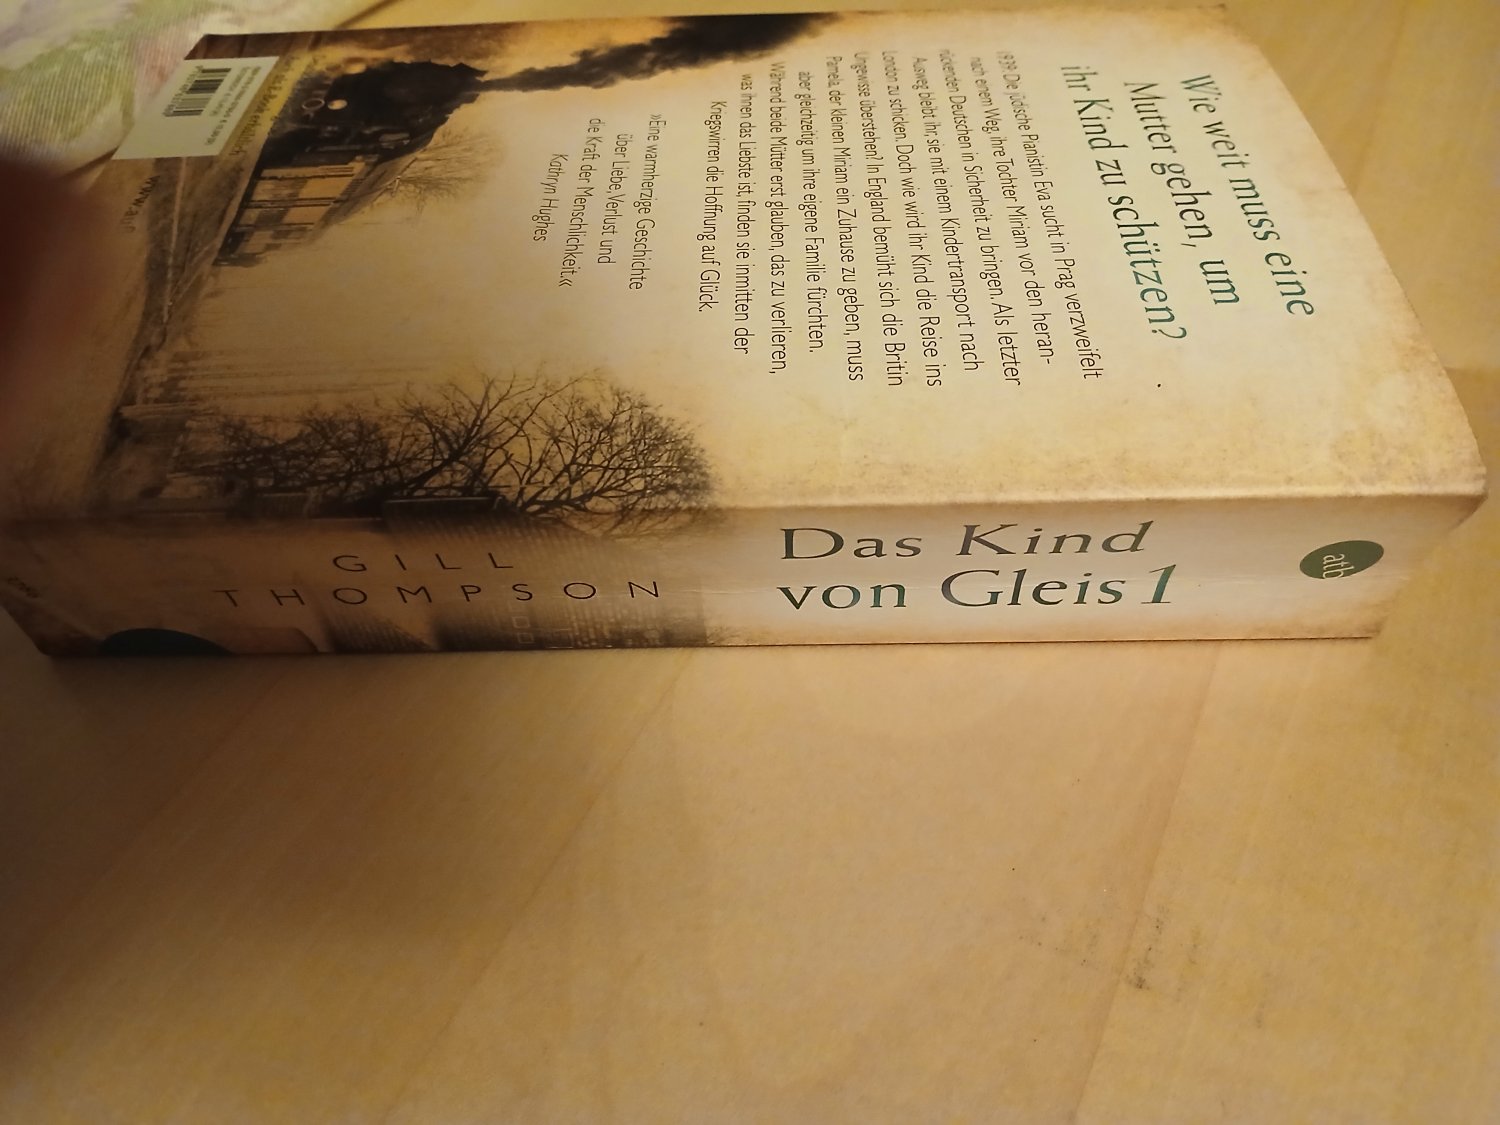 Wie weit muss eine
Mutter gehen, um
ihr Kind zu schützen?
1939: Die jüdische Pianistin Eva sucht in Prag verzweifelt
nach einem Weg, ihre Tochter Miriam vor den heran-
rückenden Deutschen in Sicherheit zu bringen. Als letzter
Ausweg bleibt ihr, sie mit einem Kindertransport nach
London zu schicken. Doch wie wird ihr Kind die Reise ins
Ungewisse überstehen? In England bemüht sich die Britin
Pamela, der kleinen Miriam ein Zuhause zu geben, muss
aber gleichzeitig um ihre eigene Familie fürchten.
Während beide Mütter erst glauben, das zu verlieren,
was ihnen das Liebste ist, finden sie inmitten der
Kriegswirren die Hoffnung auf Glück.
»Eine warmherzige Geschichte
über Liebe, Verlust und
die Kraft der Menschlichkeit.«
Kathryn Hughes
GILL
THOMPSON
Das Kind
von Gleis 1
atb